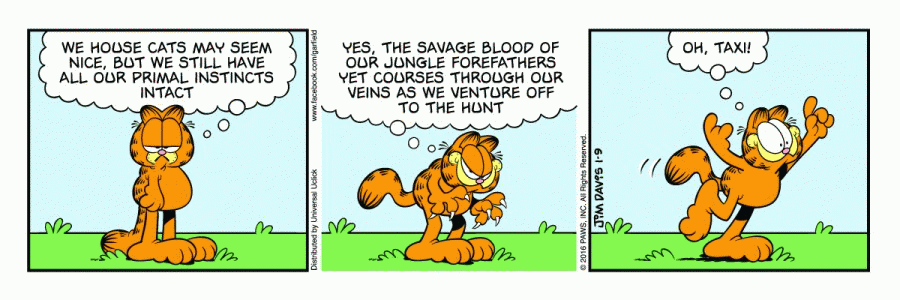 WE HOUSE CATS MAY SEEM
NICE, BUT WE STILL HAVE
ALL OUR PRIMAL INSTINCTS
INTACT
www.facebook.com/garfield
Distributed by Universal Uclick
YES, THE SAVAGE BLOOD OF
OUR JUNGLE FOREFATHERS
YET COURSES THROUGH OUR
VEINS AS WE VENTURE OFF
TO THE HUNT
© 2016 PAWS, INC. All Rights Reserved.
JIM DAVIS 1·9
OH, TAXI!